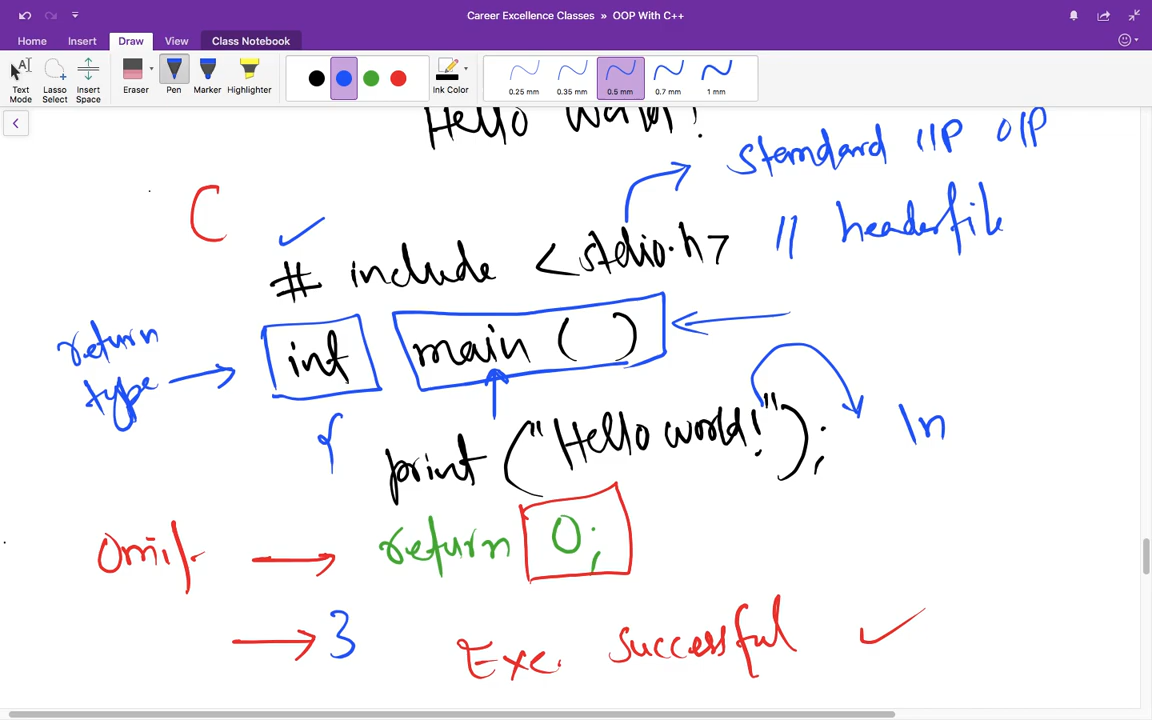 Career Excellence Classes » OOP With C++
Home Insert Draw View Class Notebook
Text Mode Lasso Select Insert Space Eraser Pen Marker Highlighter Ink Color 0.25 mm 0.35 mm 0.5 mm 0.7 mm 1 mm
Hello World!
standard I/P O/P
C
# include <stdio.h> // headerfile
return type int main ( )
{ print ("Hello world!"); In
return 0;
3
Exc. Successful